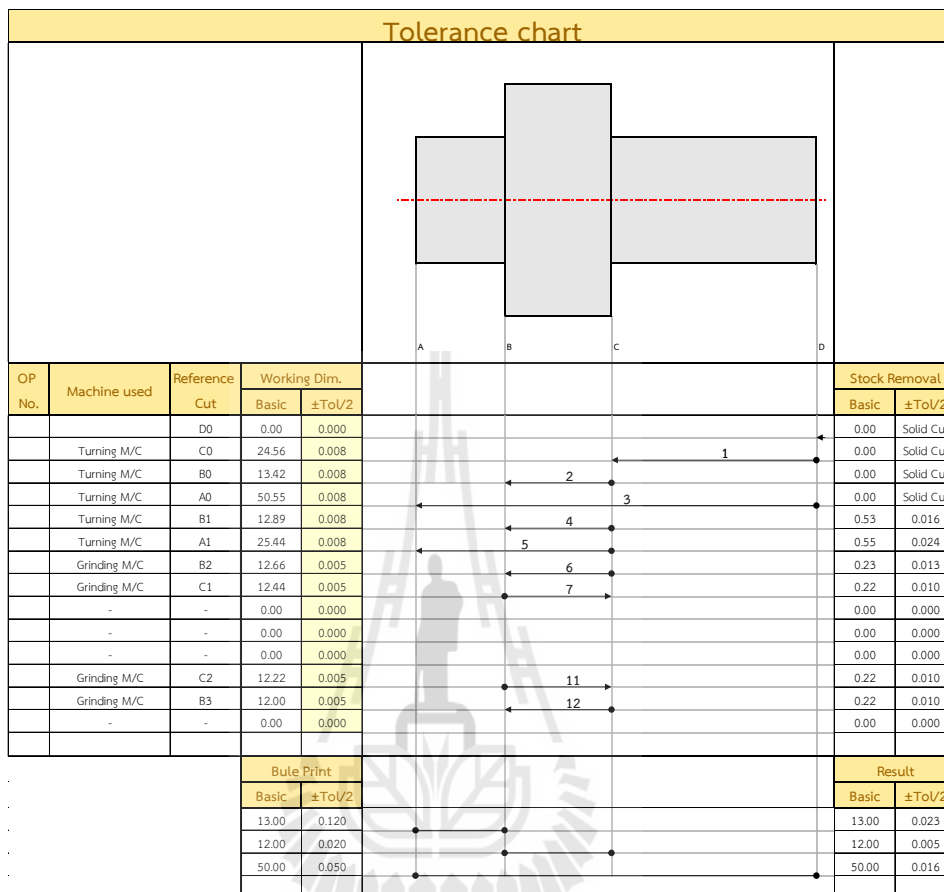 Tolerance chart
A B C D
OP No. Machine used Reference Cut Working Dim. Stock Removal
Basic ±Tol/2 Basic ±Tol/2
D0 0.00 0.000 0.00 Solid Cu
Turning M/C C0 24.56 0.008 1 0.00 Solid Cu
Turning M/C B0 13.42 0.008 2 0.00 Solid Cu
Turning M/C A0 50.55 0.008 3 0.00 Solid Cu
Turning M/C B1 12.89 0.008 4 0.53 0.016
Turning M/C A1 25.44 0.008 5 0.55 0.024
Grinding M/C B2 12.66 0.005 6 0.23 0.013
Grinding M/C C1 12.44 0.005 7 0.22 0.010
- - 0.00 0.000 0.00 0.000
- - 0.00 0.000 0.00 0.000
- - 0.00 0.000 0.00 0.000
Grinding M/C C2 12.22 0.005 11 0.22 0.010
Grinding M/C B3 12.00 0.005 12 0.22 0.010
- - 0.00 0.000 0.00 0.000
Bule Print Result
Basic ±Tol/2 Basic ±Tol/2
13.00 0.120 13.00 0.023
12.00 0.020 12.00 0.005
50.00 0.050 50.00 0.016